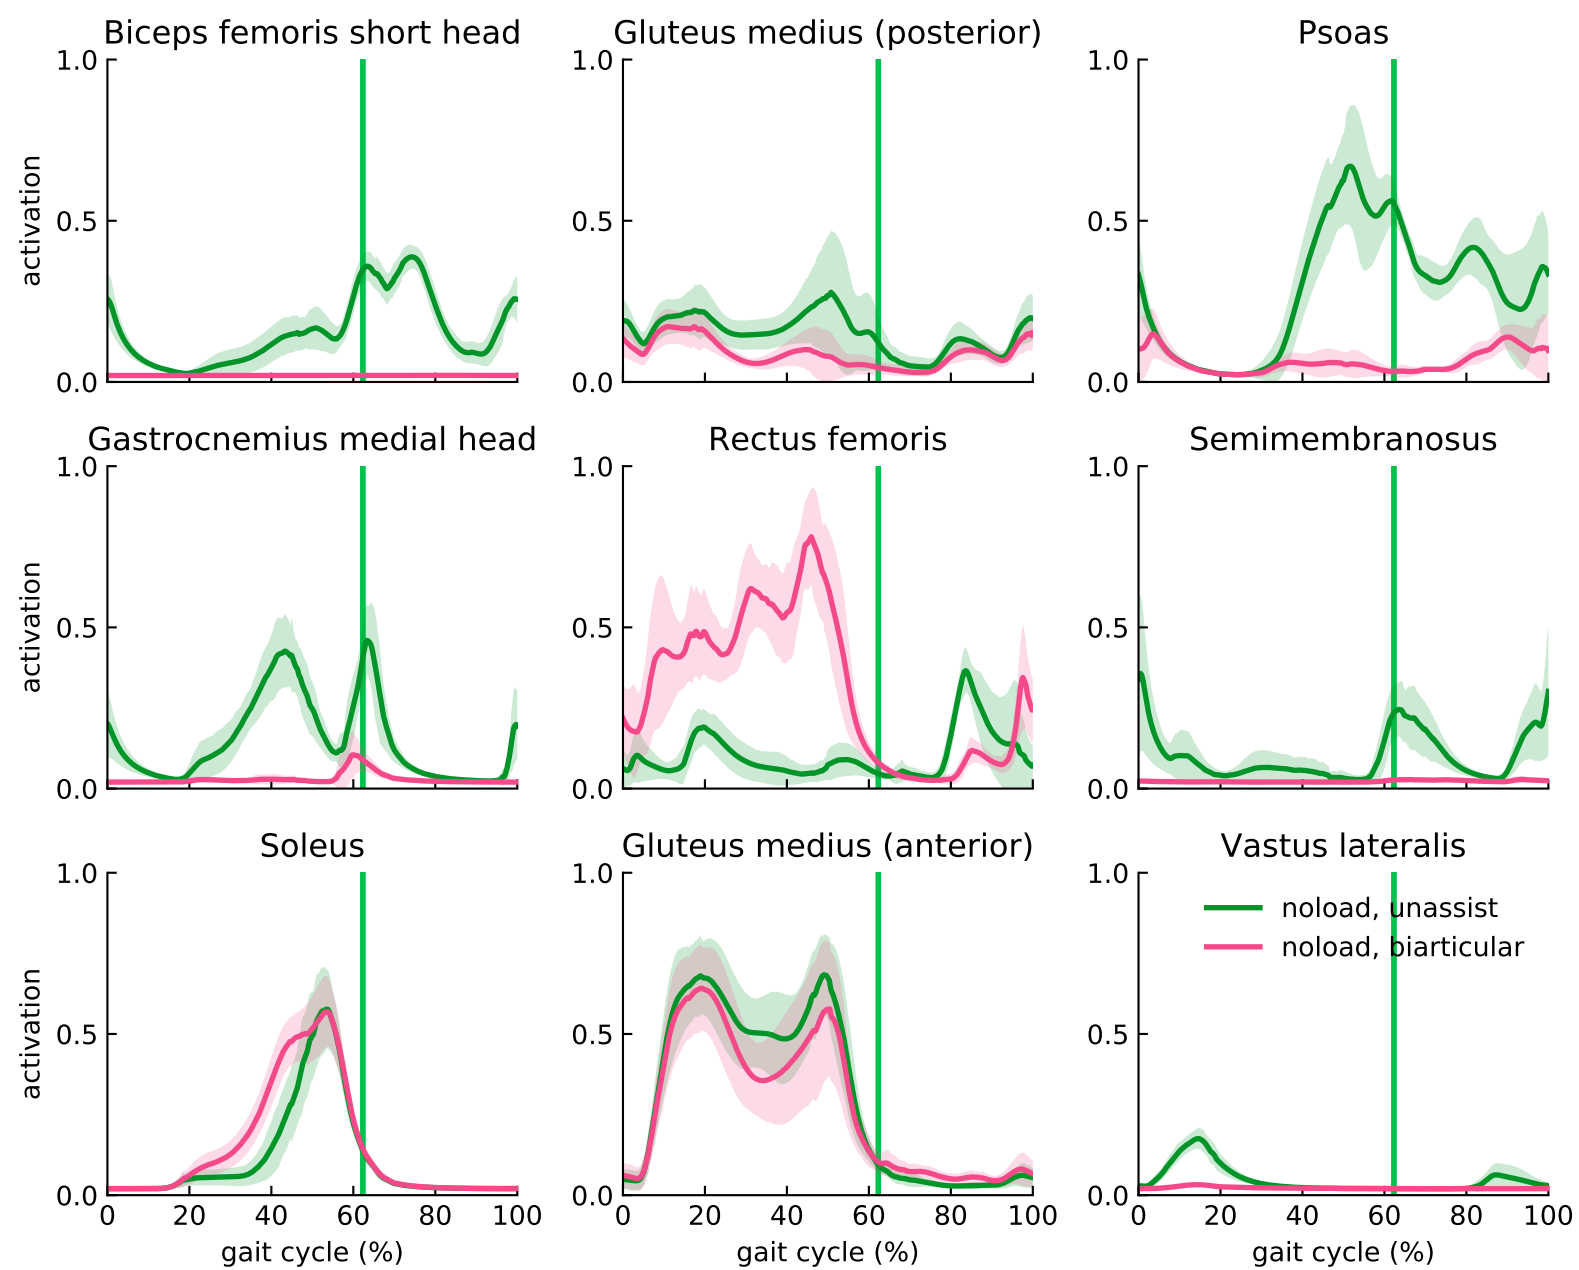 Biceps femoris short head
Gluteus medius (posterior)
Psoas
1.0
0.5
0.0
activation
1.0
0.5
0.0
1.0
0.5
0.0
Gastrocnemius medial head
Rectus femoris
Semimembranosus
1.0
0.5
0.0
activation
1.0
0.5
0.0
1.0
0.5
0.0
Soleus
Gluteus medius (anterior)
Vastus lateralis
1.0
0.5
0.0
activation
0 20 40 60 80 100
gait cycle (%)
1.0
0.5
0.0
0 20 40 60 80 100
gait cycle (%)
1.0
0.5
0.0
noload, unassist
noload, biarticular
0 20 40 60 80 100
gait cycle (%)